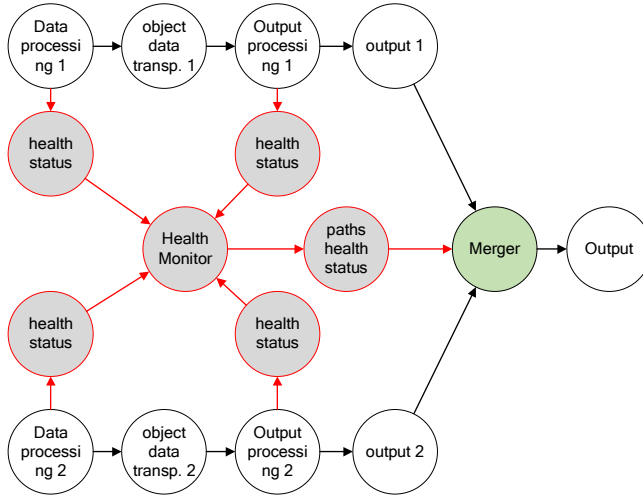 Data
processi
ng 1
object
data
transp. 1
Output
processi
ng 1
output 1
health
status
health
status
Health
Monitor
paths
health
status
Merger
Output
health
status
health
status
Data
processi
ng 2
object
data
transp. 2
Output
processi
ng 2
output 2